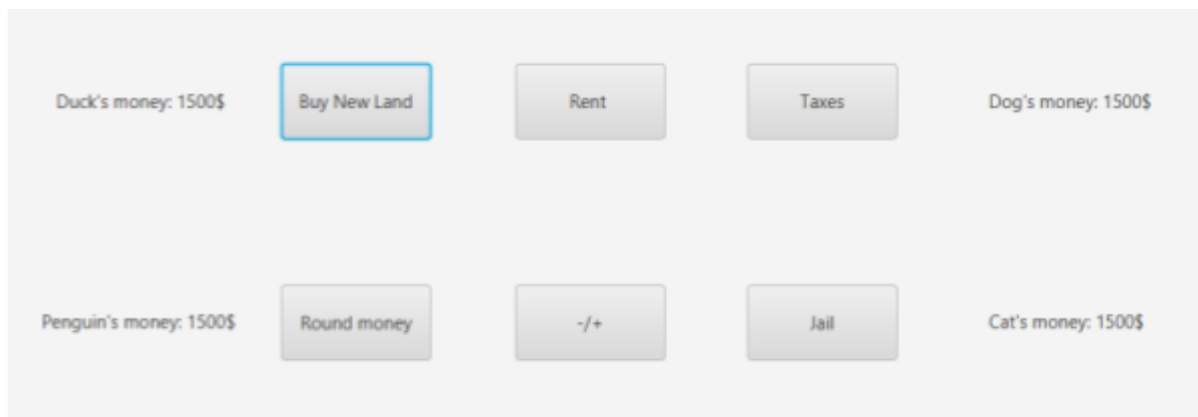 Duck's money: 1500$ Buy New Land Rent Taxes Dog's money: 1500$
Penguin's money: 1500$ Round money -/+ Jail Cat's money: 1500$